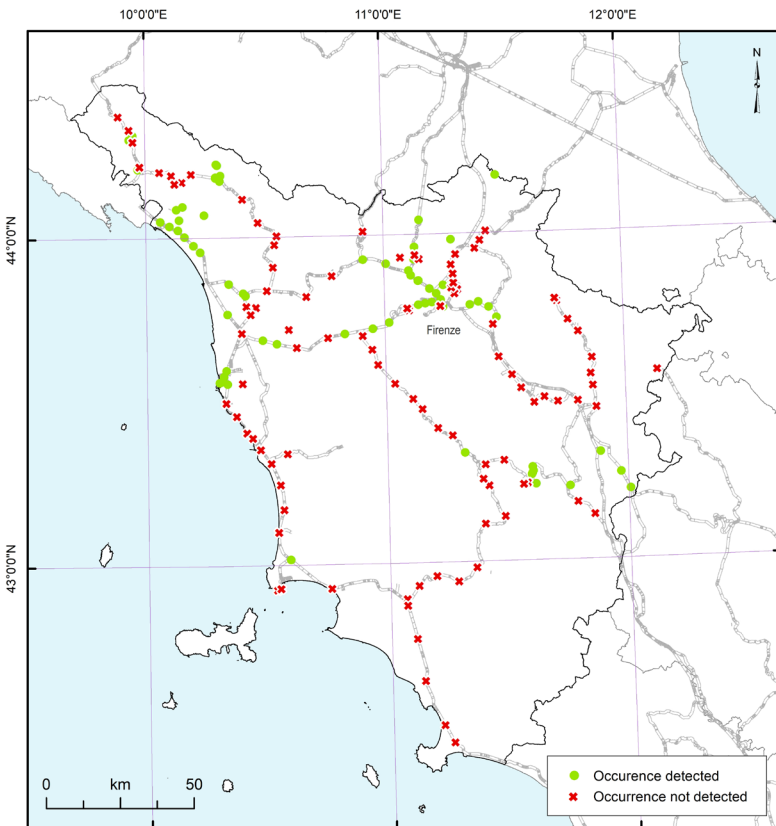 10°0'0"E 11°0'0"E 12°0'0"E
N
44°0'0"N
Firenze
43°0'0"N
0 km 50
Occurence detected
Occurrence not detected